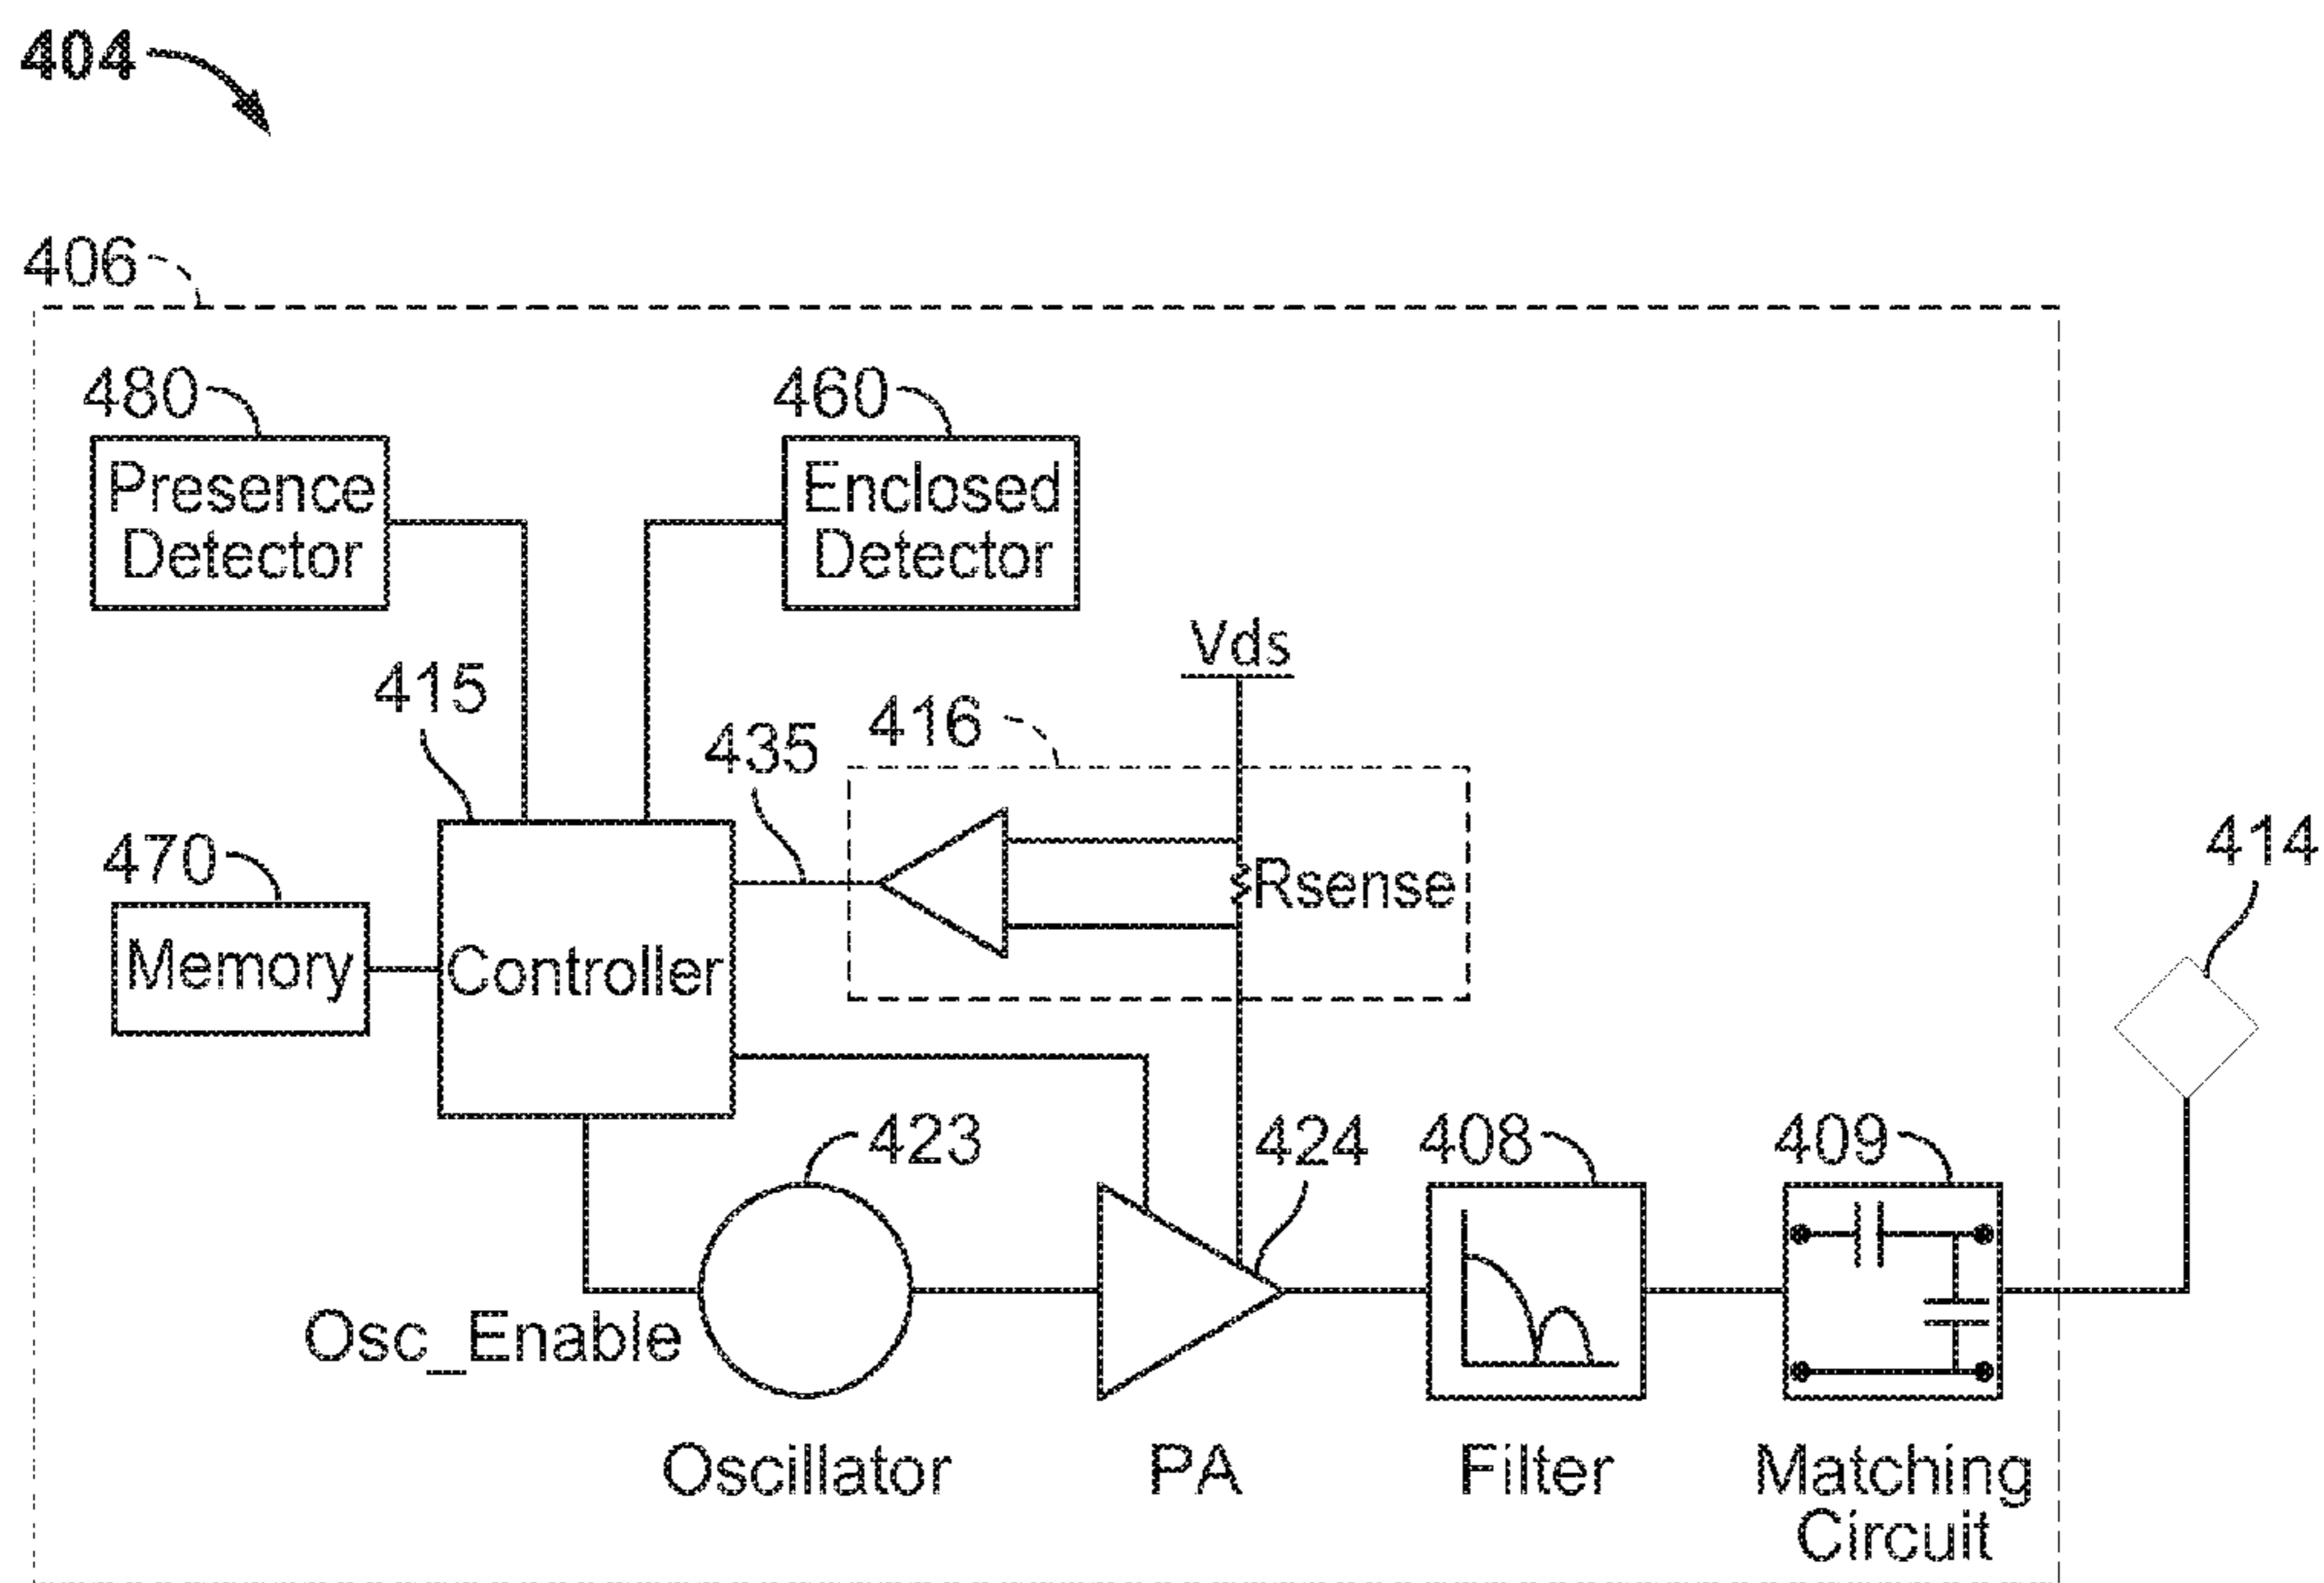 404
406
480
460
Presence
Detector
Enclosed
Detector
Vds
415
416
435
414
470
Rsense
Memory
Controller
423
424
408
409
Osc_Enable
Oscillator
PA
Filter
Matching
Circuit